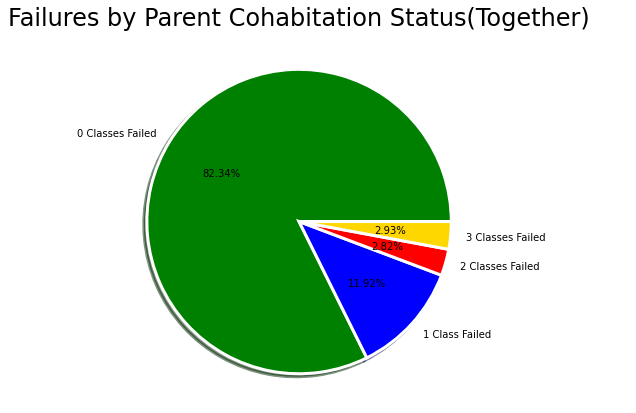 Failures by Parent Cohabitation Status(Together)
0 Classes Failed
82.34%
2.93%
3 Classes Failed
2.82%
2 Classes Failed
11.92%
1 Class Failed